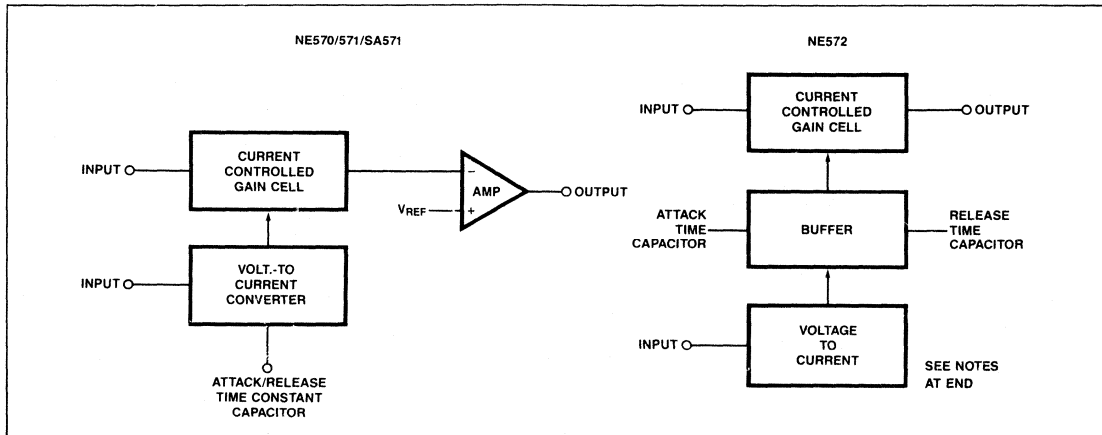 NE570/571/SA571
INPUT
CURRENT
CONTROLLED
GAIN CELL
−
AMP
+
VREF
OUTPUT
INPUT
VOLT.-TO
CURRENT
CONVERTER
ATTACK/RELEASE
TIME CONSTANT
CAPACITOR
NE572
INPUT
CURRENT
CONTROLLED
GAIN CELL
OUTPUT
ATTACK
TIME
CAPACITOR
BUFFER
RELEASE
TIME
CAPACITOR
INPUT
VOLTAGE
TO
CURRENT
SEE NOTES
AT END